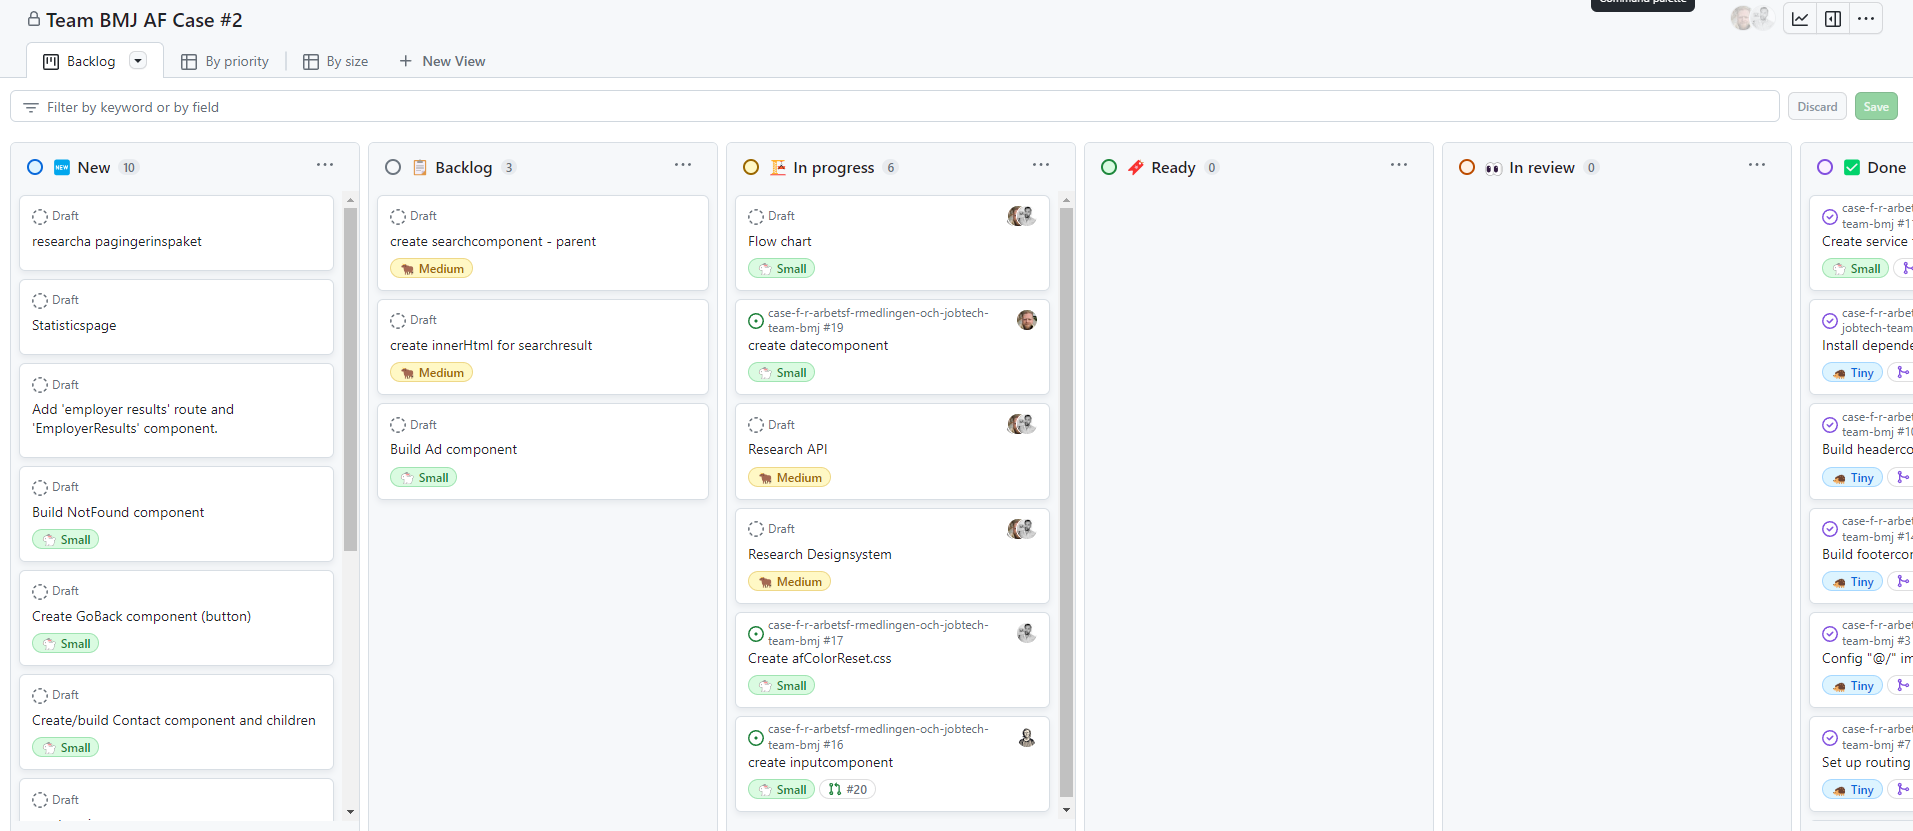 Command palette
Team BMJ AF Case #2
Backlog
By priority
By size
New View
Filter by keyword or by field
Discard
Save
NEW New 10
Draft
researcha pagingerinspaket
Draft
Statisticspage
Draft
Add 'employer results' route and
'EmployerResults' component.
Draft
Build NotFound component
Small
Draft
Create GoBack component (button)
Small
Draft
Create/build Contact component and children
Small
Draft
Backlog 3
Draft
create searchcomponent - parent
Medium
Draft
create innerHtml for searchresult
Medium
Draft
Build Ad component
Small
In progress 6
Draft
Flow chart
Small
case-f-r-arbetsf-rmedlingen-och-jobtech-
team-bmj #19
create datecomponent
Small
Draft
Research API
Medium
Draft
Research Designsystem
Medium
case-f-r-arbetsf-rmedlingen-och-jobtech-
team-bmj #17
Create afColorReset.css
Small
case-f-r-arbetsf-rmedlingen-och-jobtech-
team-bmj #16
create inputcomponent
Small #20
Ready 0
In review 0
Done
case-f-r-arbet
team-bmj
Create service
Small
case-f-r-arbet
jobtech-team
Install depende
Tiny
case-f-r-arbet
team-bmj #10
Build headerco
Tiny
case-f-r-arbet
team-bmj #14
Build footercor
Tiny
case-f-r-arbet
team-bmj #3
Config "@/" im
Tiny
case-f-r-arbet
team-bmj #7
Set up routing
Tiny